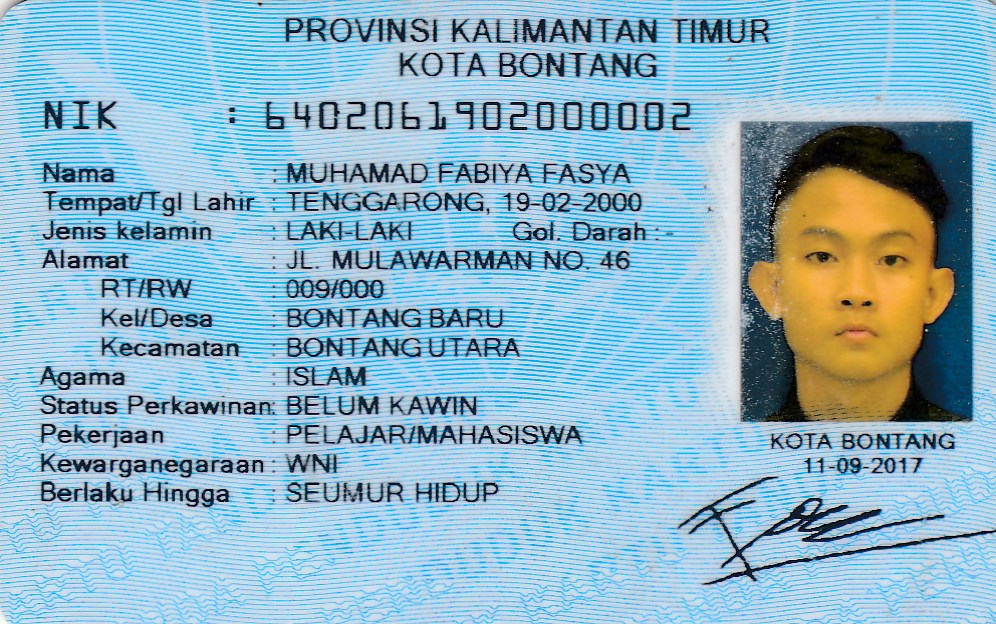 PROVINSI KALIMANTAN TIMUR
KOTA BONTANG
NIK : 6402061902000002
Nama : MUHAMAD FABIYA FASYA
Tempat/Tgl Lahir : TENGGARONG, 19-02-2000
Jenis kelamin : LAKI-LAKI Gol. Darah : -
Alamat : JL. MULAWARMAN NO. 46
RT/RW : 009/000
Kel/Desa : BONTANG BARU
Kecamatan : BONTANG UTARA
Agama : ISLAM
Status Perkawinan: BELUM KAWIN
Pekerjaan : PELAJAR/MAHASISWA
Kewarganegaraan : WNI
Berlaku Hingga : SEUMUR HIDUP
KOTA BONTANG
11-09-2017